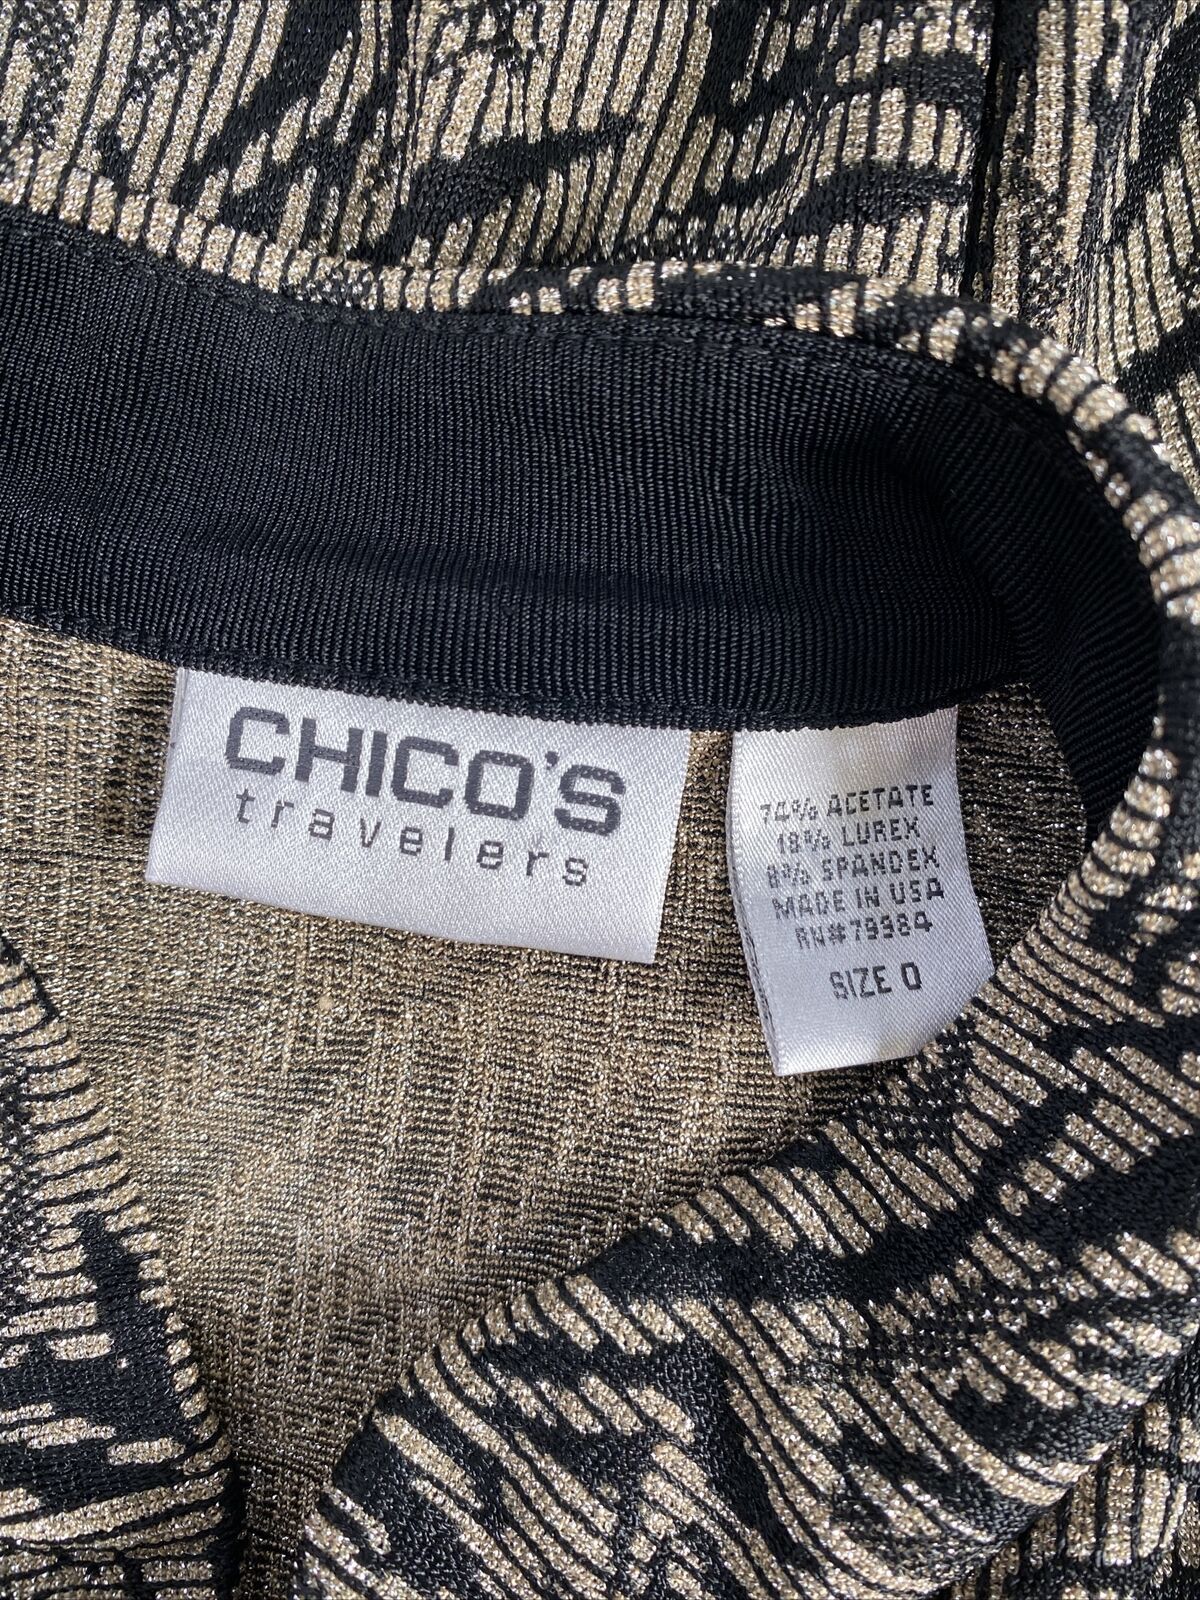 CHICO'S
travelers
74% ACETATE
18% LUREX
8% SPANDEX
MADE IN USA
RN#79984
SIZE 0